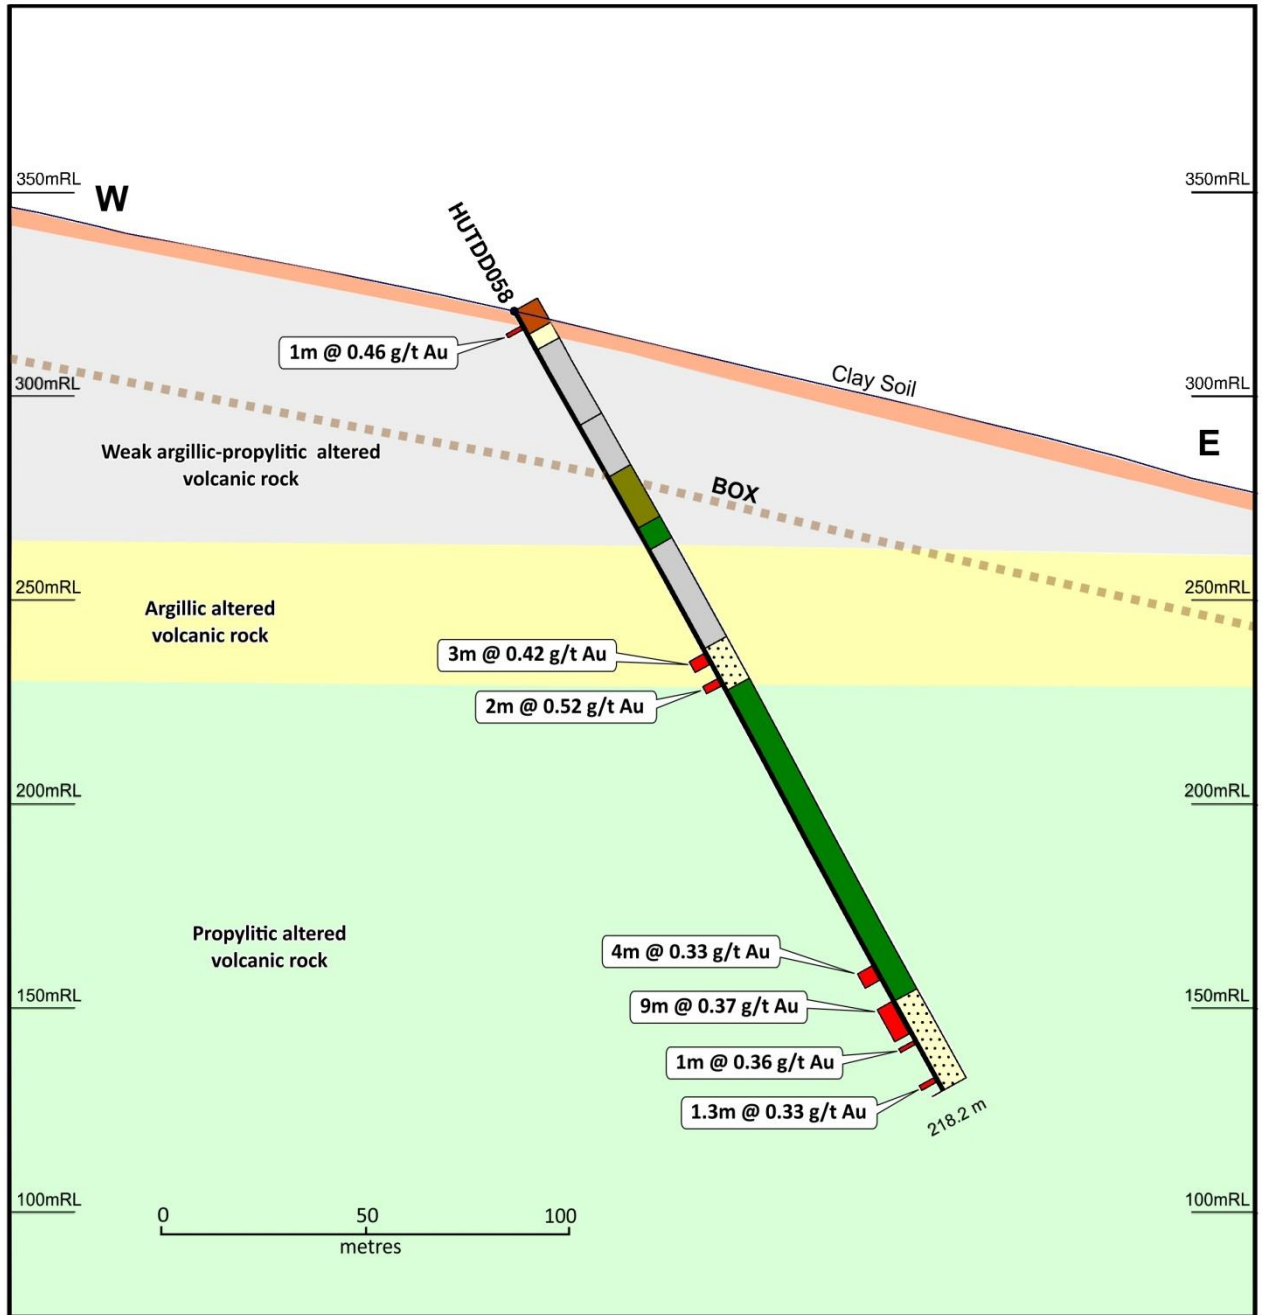 350mRL
350mRL
W
HUTDD058
1m @ 0.46 g/t Au
Clay Soil
300mRL
300mRL
E
Weak argillic-propylitic altered
volcanic rock
BOX
250mRL
250mRL
Argillic altered
volcanic rock
3m @ 0.42 g/t Au
2m @ 0.52 g/t Au
200mRL
200mRL
Propylitic altered
volcanic rock
4m @ 0.33 g/t Au
150mRL
150mRL
9m @ 0.37 g/t Au
1m @ 0.36 g/t Au
1.3m @ 0.33 g/t Au
218.2 m
100mRL
100mRL
0 50 100
metres